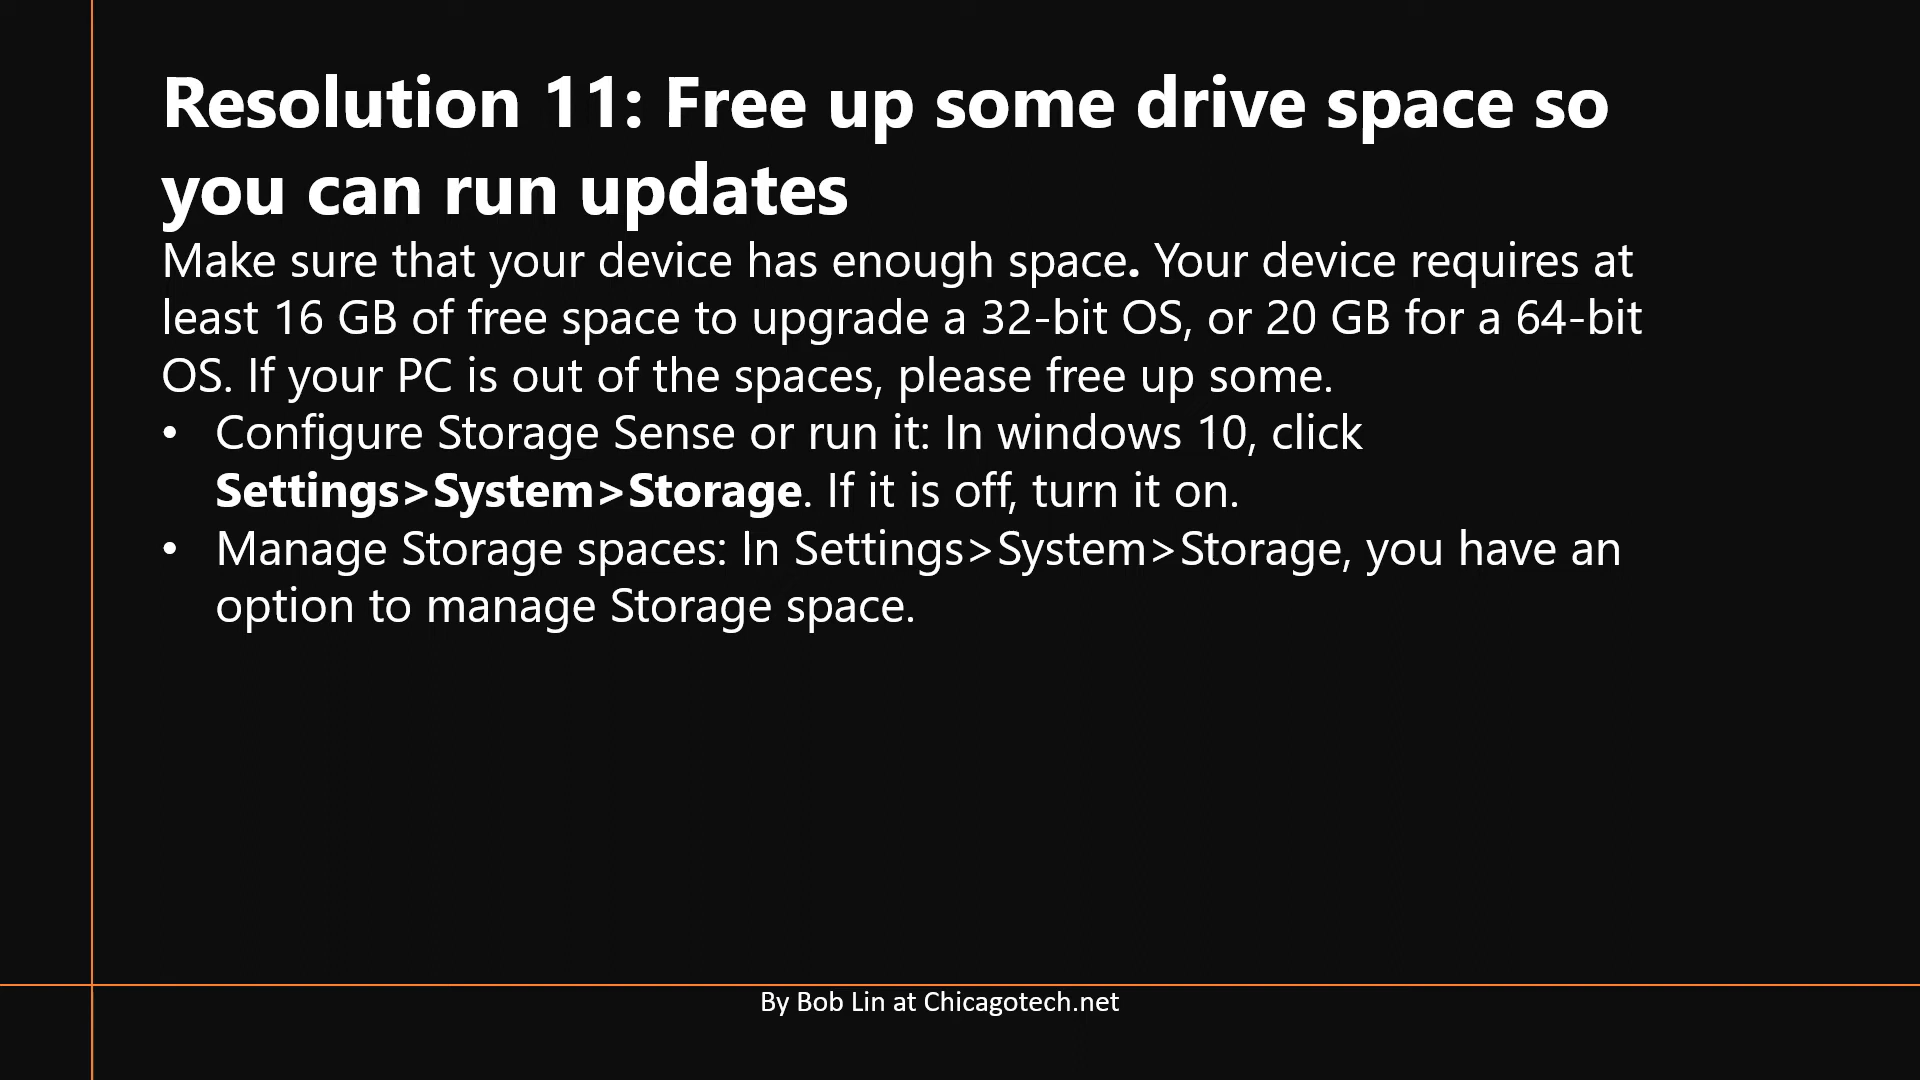 Resolution 11: Free up some drive space so
you can run updates
Make sure that your device has enough space. Your device requires at
least 16 GB of free space to upgrade a 32-bit OS, or 20 GB for a 64-bit
OS. If your PC is out of the spaces, please free up some.
• Configure Storage Sense or run it: In windows 10, click
Settings>System>Storage. If it is off, turn it on.
• Manage Storage spaces: In Settings>System>Storage, you have an
option to manage Storage space.
By Bob Lin at Chicagotech.net